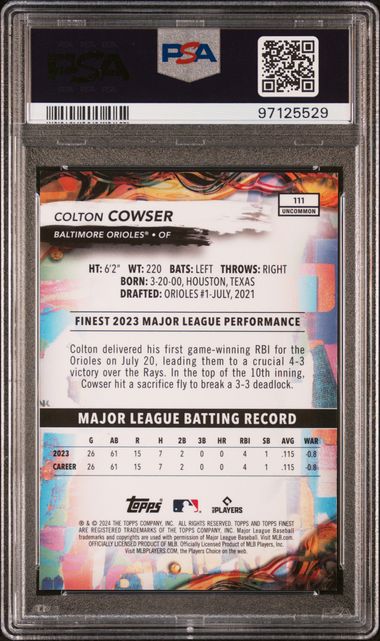 PSA
PSA
97125529
111
UNCOMMON
COLTON COWSER
BALTIMORE ORIOLES® • OF
HT: 6'2" WT: 220 BATS: LEFT THROWS: RIGHT
BORN: 3-20-00, HOUSTON, TEXAS
DRAFTED: ORIOLES #1-JULY, 2021
FINEST 2023 MAJOR LEAGUE PERFORMANCE
Colton delivered his first game-winning RBI for the
Orioles on July 20, leading them to a crucial 4-3
victory over the Rays. In the top of the 10th inning,
Cowser hit a sacrifice fly to break a 3-3 deadlock.
MAJOR LEAGUE BATTING RECORD
G AB R H 2B 3B HR RBI SB AVG WAR
2023 26 61 15 7 2 0 0 4 1 .115 -0.8
CAREER 26 61 15 7 2 0 0 4 1 .115 -0.8
Topps PLAYERS
® & © 2024 THE TOPPS COMPANY, INC. ALL RIGHTS RESERVED. TOPPS AND TOPPS FINEST
ARE REGISTERED TRADEMARKS OF THE TOPPS COMPANY, INC. Major League Baseball
trademarks and copyrights are used with permission of Major League Baseball. Visit MLB.com.
OFFICIALLY LICENSED PRODUCT OF MLB. Officially Licensed Product of MLB Players, Inc.
Visit MLBPLAYERS.com, the Players Choice on the web.